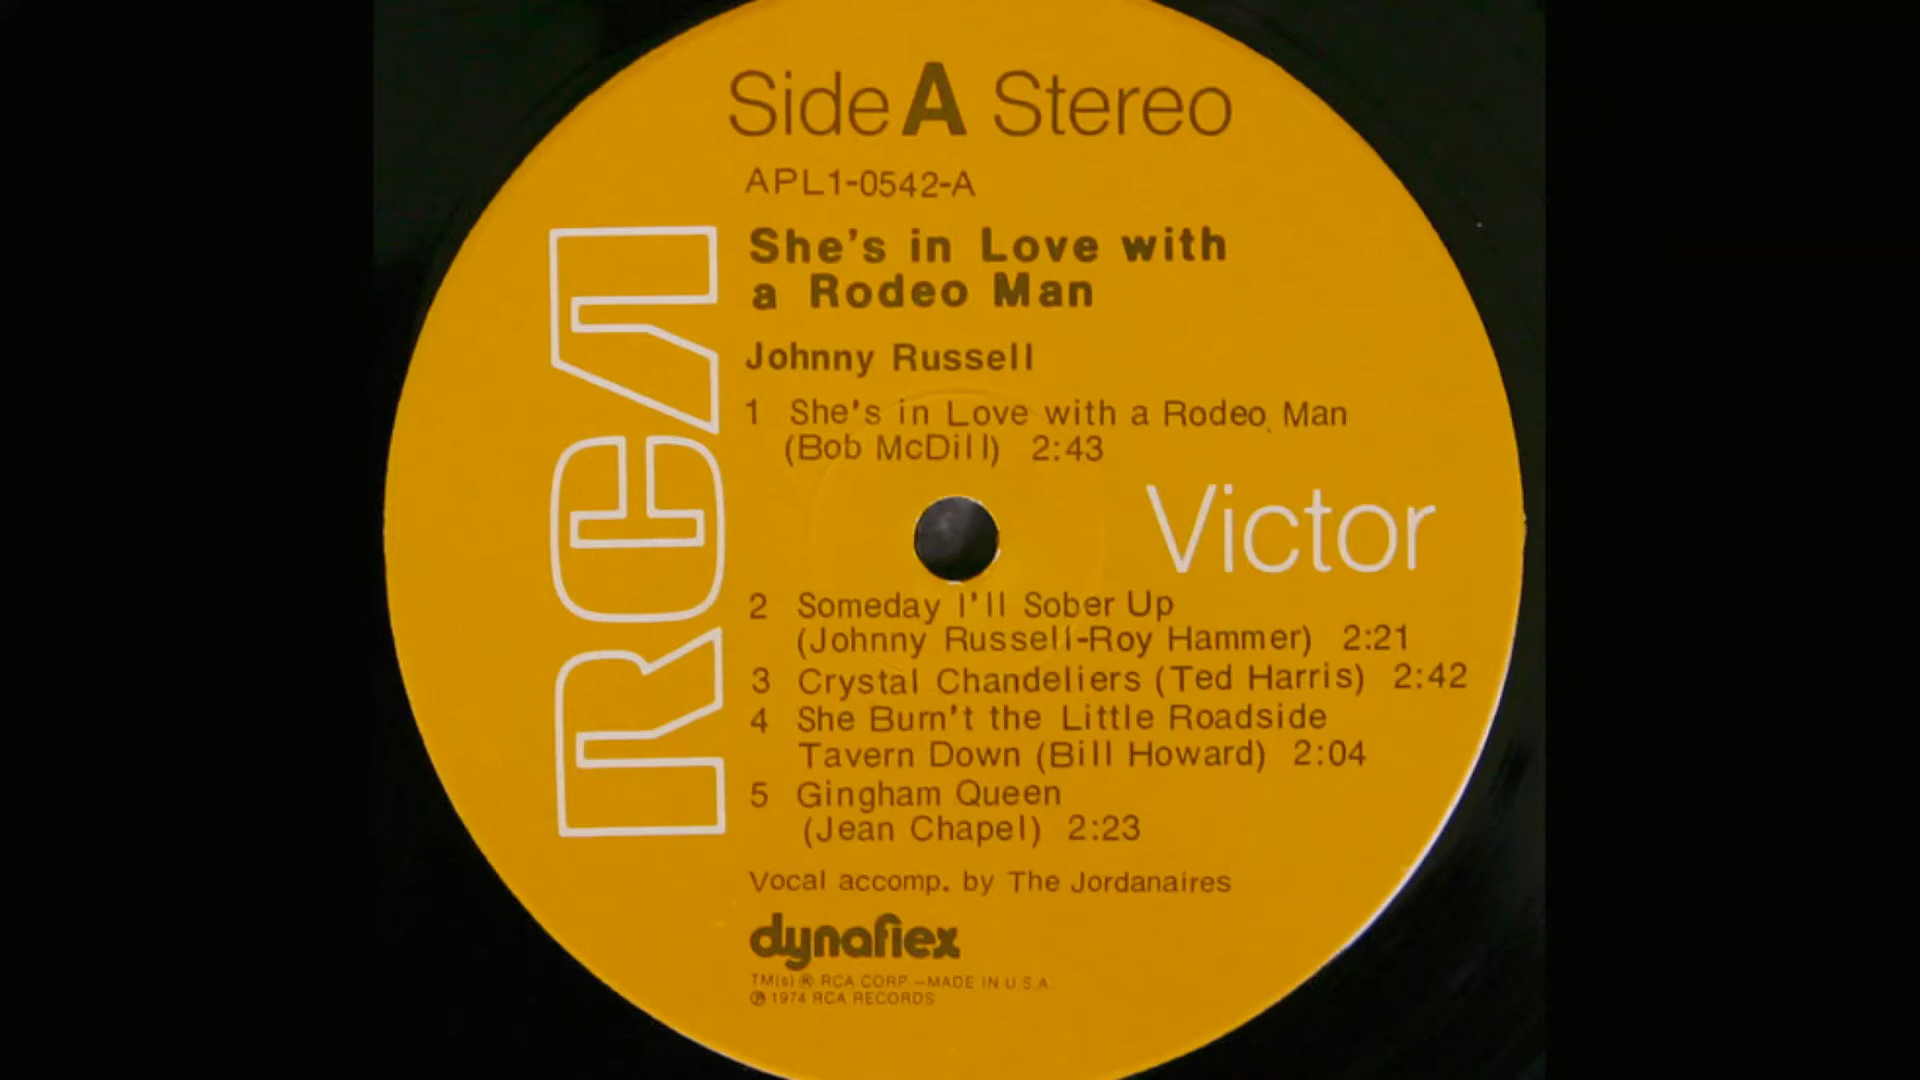 Side A Stereo
APL1-0542-A
She's in Love with
a Rodeo Man
Johnny Russell
1 She's in Love with a Rodeo Man
(Bob McDill) 2:43
RCA
Victor
2 Someday I'll Sober Up
(Johnny Russell-Roy Hammer) 2:21
3 Crystal Chandeliers (Ted Harris) 2:42
4 She Burn't the Little Roadside
Tavern Down (Bill Howard) 2:04
5 Gingham Queen
(Jean Chapel) 2:23
Vocal accomp. by The Jordanaires
dynaflex
TM(s) ® RCA CORP.—MADE IN U.S.A.
℗ 1974 RCA RECORDS